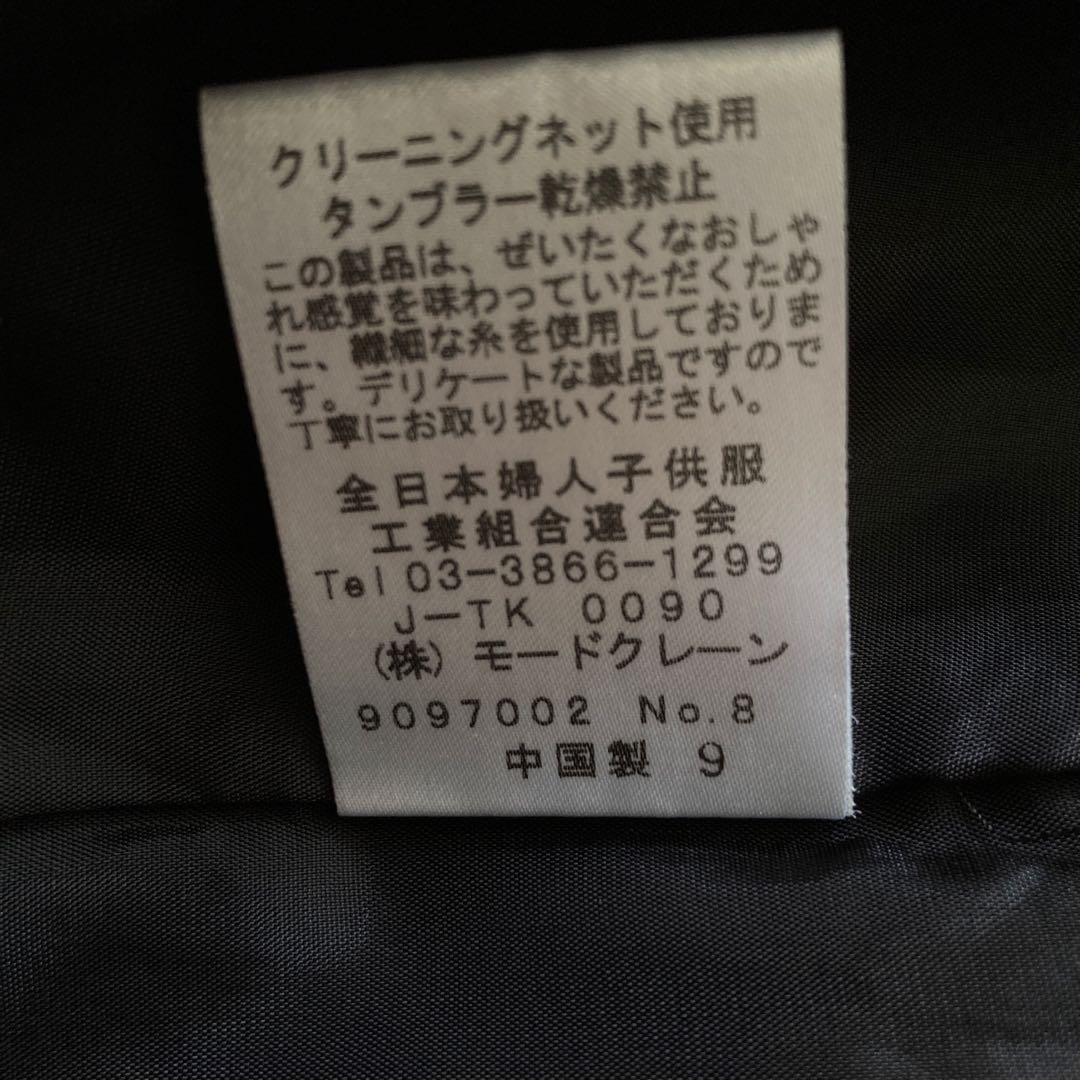 クリーニングネット使用
タンブラー乾燥禁止
この製品は、ぜいたくなおしゃ
れ感覚を味わっていただくため
に、繊細な糸を使用しておりま
す。デリケートな製品ですので
丁寧にお取り扱いください。
全日本婦人子供服
工業組合連合会
Tel 03-3866-1299
J-TK 0090
(株)モードクレーン
9097002 No.8
中国製 9